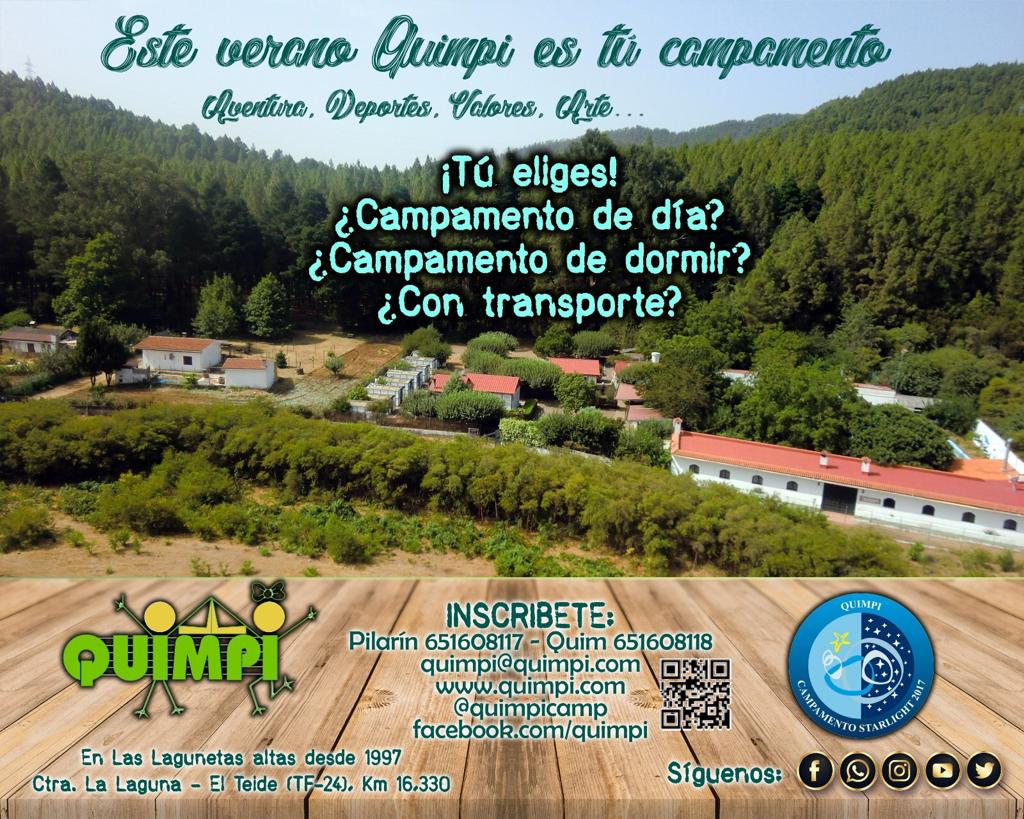 Este verano Quimpi es tú campamento
Aventura, Deportes, Valores, Arte...
¡Tú eliges!
¿Campamento de día?
¿Campamento de dormir?
¿Con transporte?
QUIMPI
INSCRIBETE:
Pilarín 651608117 - Quim 651608118
quimpi@quimpi.com
www.quimpi.com
@quimpicamp
facebook.com/quimpi
QUIMPI
CAMPAMENTO STARLIGHT 2017
En Las Lagunetas altas desde 1997
Ctra. La Laguna - El Teide (TF-24). Km 16.330
Síguenos: